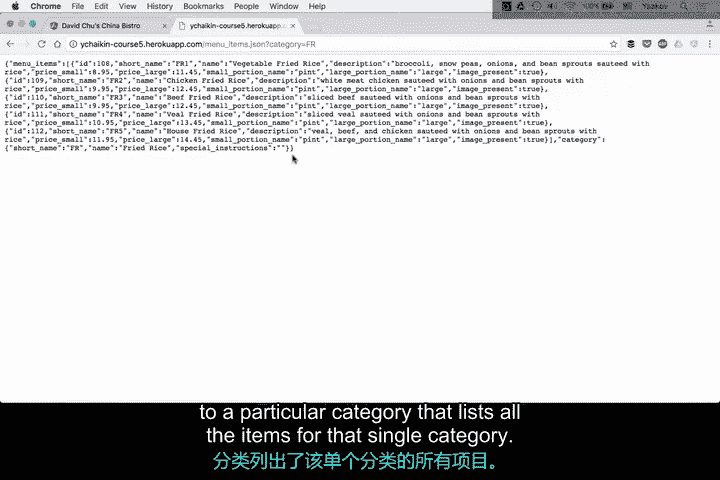 Chrome File Edit View History Bookmarks People Window Help 100% Yaakov
David Chu's China Bistro × ychaikin-course5.herokuapp.c ×
ychaikin-course5.herokuapp.com/menu_items.json?category=FR
{"menu_items":[{"id":108,"short_name":"FR1","name":"Vegetable Fried Rice","description":"broccoli, snow peas, onions, and bean sprouts sauteed with
rice","price_small":8.95,"price_large":11.45,"small_portion_name":"pint","large_portion_name":"large","image_present":true},
{"id":109,"short_name":"FR2","name":"Chicken Fried Rice","description":"white meat chicken sauteed with onions and bean sprouts with
rice","price_small":9.95,"price_large":12.45,"small_portion_name":"pint","large_portion_name":"large","image_present":true},
{"id":110,"short_name":"FR3","name":"Beef Fried Rice","description":"sliced beef sauteed with onions and bean sprouts with
rice","price_small":9.95,"price_large":12.45,"small_portion_name":"pint","large_portion_name":"large","image_present":true},
{"id":111,"short_name":"FR4","name":"Veal Fried Rice","description":"sliced veal sauteed with onions and bean sprouts with
rice","price_small":10.95,"price_large":13.45,"small_portion_name":"pint","large_portion_name":"large","image_present":true},
{"id":112,"short_name":"FR5","name":"House Fried Rice","description":"veal, beef, and chicken sauteed with onions and bean sprouts with
rice","price_small":11.95,"price_large":14.45,"small_portion_name":"pint","large_portion_name":"large","image_present":true}],"category":
{"short_name":"FR","name":"Fried Rice","special_instructions":""}}
to a particular category that lists all
the items for that single category.
分类列出了该单个分类的所有项目。